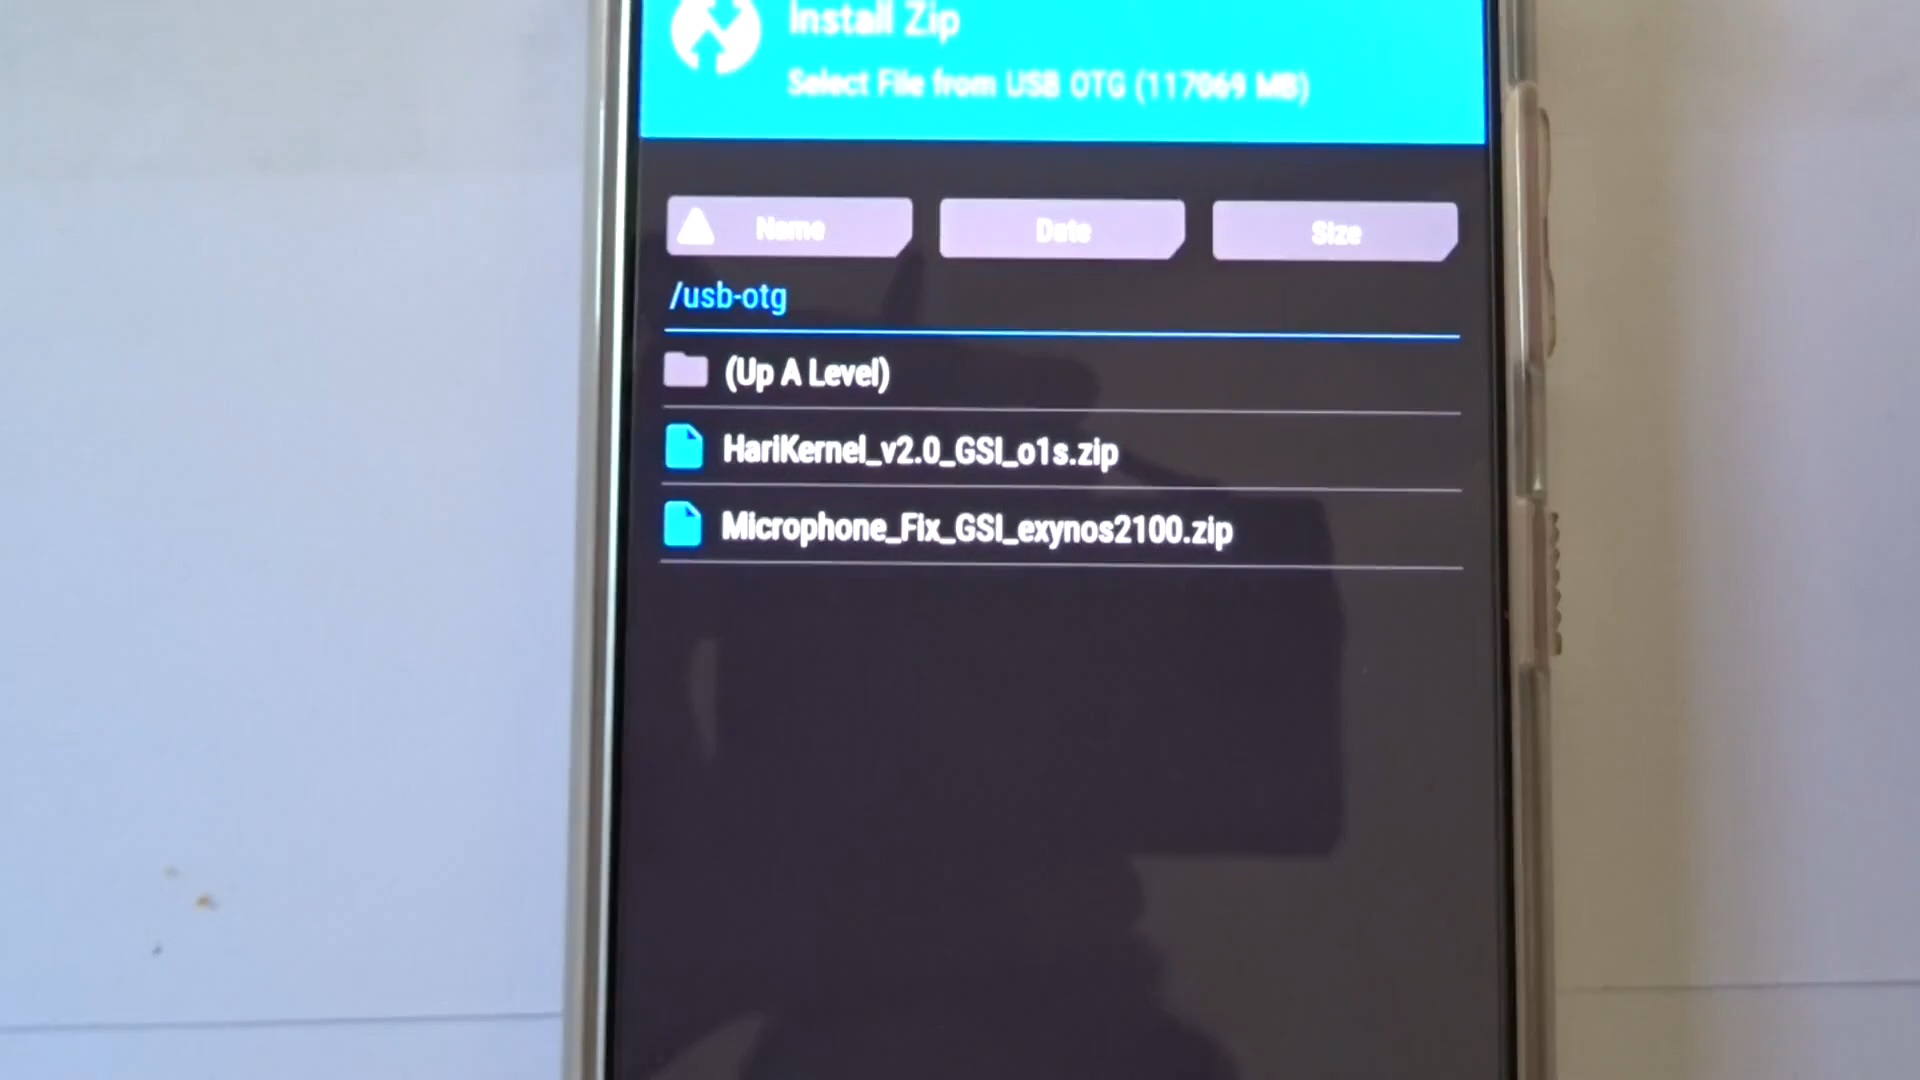 Install Zip
Select File from USB OTG (117069 MB)
Name
Date
Size
/usb-otg
(Up A Level)
HariKernel_v2.0_GSI_o1s.zip
Microphone_Fix_GSI_exynos2100.zip